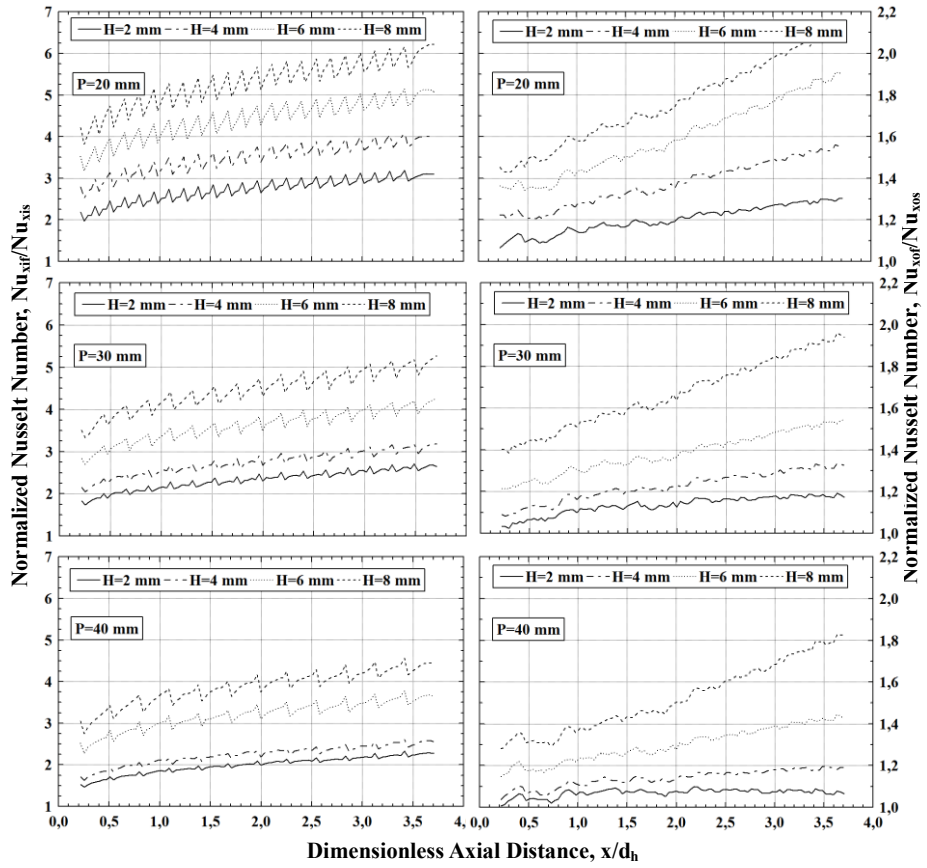 Normalized Nusselt Number, Nuxif/Nuxis
H=2 mm H=4 mm H=6 mm H=8 mm
P=20 mm
7
6
5
4
3
2
1
H=2 mm H=4 mm H=6 mm H=8 mm
P=20 mm
2,2
2,0
1,8
1,6
1,4
1,2
1,0
H=2 mm H=4 mm H=6 mm H=8 mm
P=30 mm
7
6
5
4
3
2
1
H=2 mm H=4 mm H=6 mm H=8 mm
P=30 mm
2,2
2,0
1,8
1,6
1,4
1,2
1,0
H=2 mm H=4 mm H=6 mm H=8 mm
P=40 mm
7
6
5
4
3
2
1
0,0 0,5 1,0 1,5 2,0 2,5 3,0 3,5 4,
H=2 mm H=4 mm H=6 mm H=8 mm
P=40 mm
2,2
2,0
1,8
1,6
1,4
1,2
1,0
0,0 0,5 1,0 1,5 2,0 2,5 3,0 3,5 4,0
Normalized Nusselt Number, Nuxof/Nuxos
Dimensionless Axial Distance, x/dh